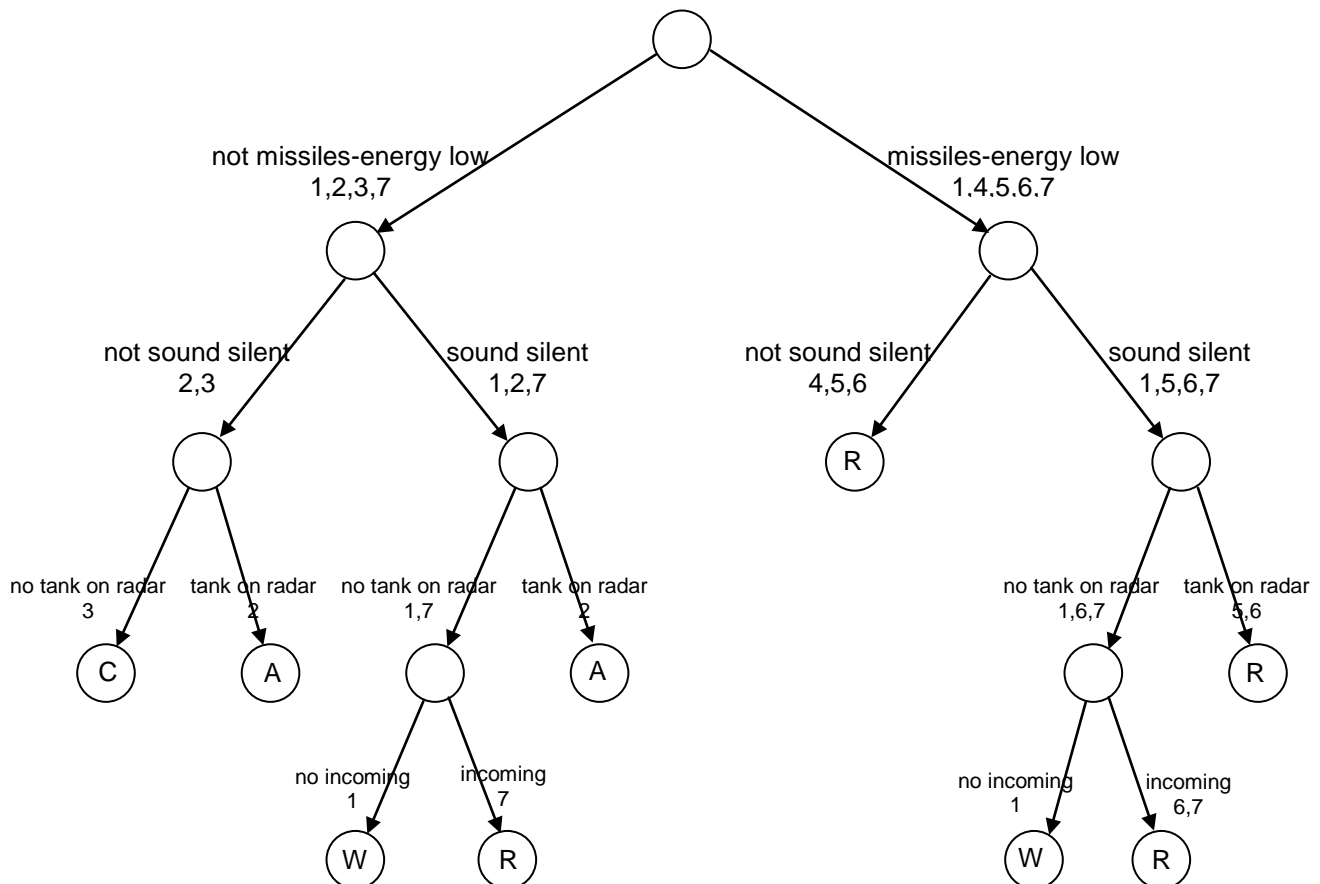 not missiles-energy low
1,2,3,7
missiles-energy low
1,4,5,6,7
not sound silent
2,3
sound silent
1,2,7
not sound silent
4,5,6
sound silent
1,5,6,7
R
no tank on radar
3
tank on radar
2
no tank on radar
1,7
tank on radar
2
no tank on radar
1,6,7
tank on radar
5,6
C
A
A
R
no incoming
1
incoming
7
no incoming
1
incoming
6,7
W
R
W
R